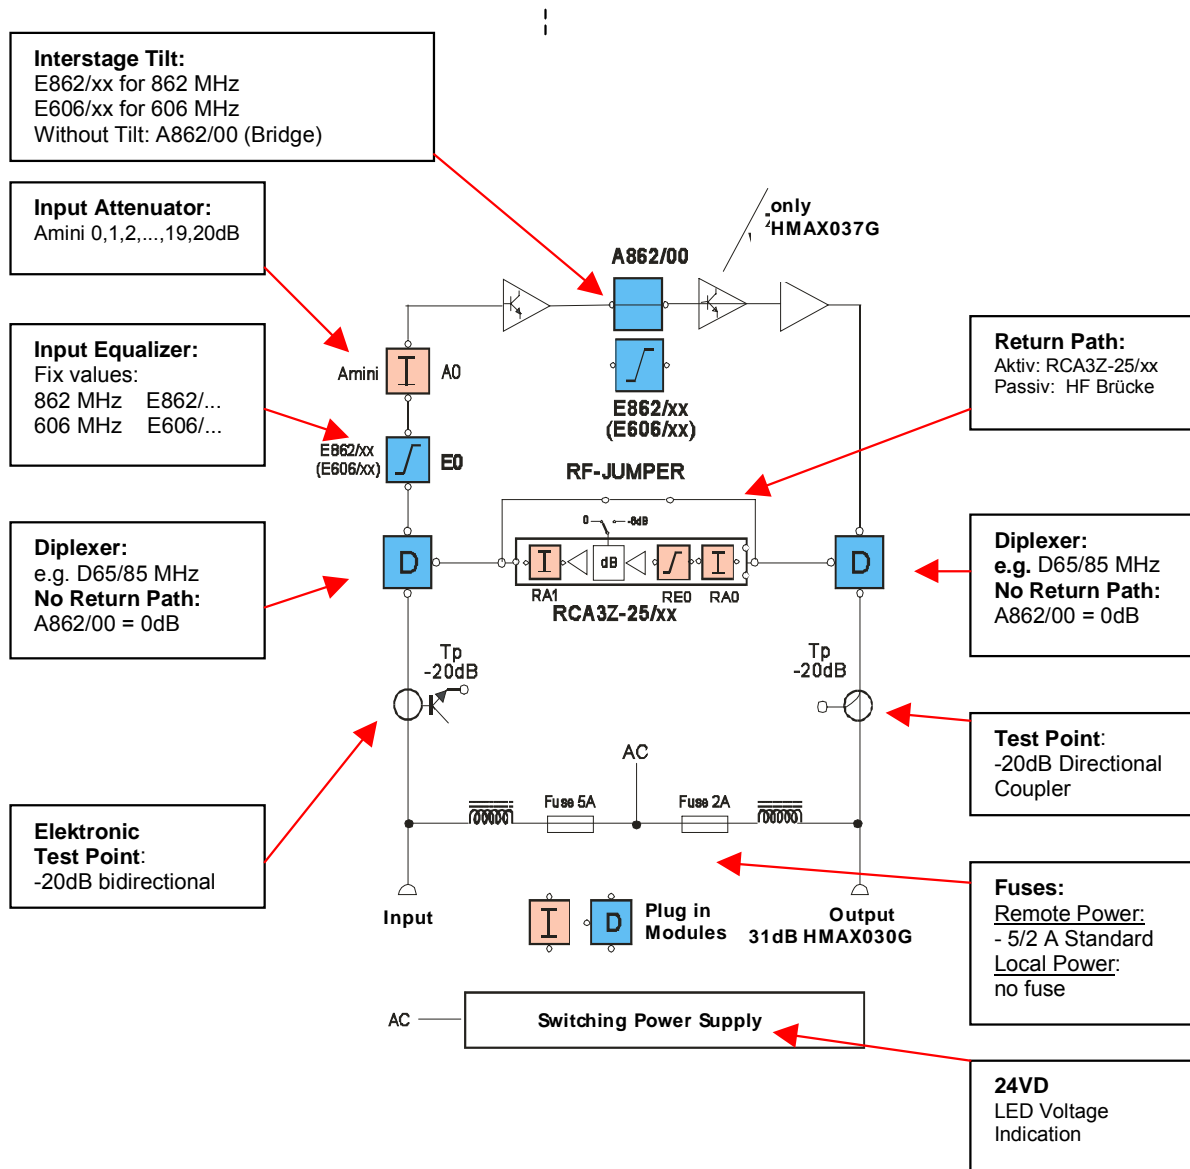 Interstage Tilt:
E862/xx for 862 MHz
E606/xx for 606 MHz
Without Tilt: A862/00 (Bridge)
Input Attenuator:
Amini 0,1,2,...,19,20dB
only
HMAX037G
A862/00
Input Equalizer:
Fix values:
862 MHz E862/...
606 MHz E606/...
Amini
A0
Return Path:
Aktiv: RCA3Z-25/xx
Passiv: HF Brücke
E862/xx
(E606/xx)
E862/xx
(E606/xx)
E0
RF-JUMPER
0
-6dB
Diplexer:
e.g. D65/85 MHz
No Return Path:
A862/00 = 0dB
D
dB
D
RA1
RE0
RA0
RCA3Z-25/xx
Diplexer:
e.g. D65/85 MHz
No Return Path:
A862/00 = 0dB
Tp
-20dB
Tp
-20dB
Test Point:
-20dB Directional
Coupler
AC
Fuse 5A
Fuse 2A
Elektronic
Test Point:
-20dB bidirectional
Input
I
D
Plug in
Modules
Output
31dB HMAX030G
Fuses:
Remote Power:
- 5/2 A Standard
Local Power:
no fuse
AC
Switching Power Supply
24VD
LED Voltage
Indication